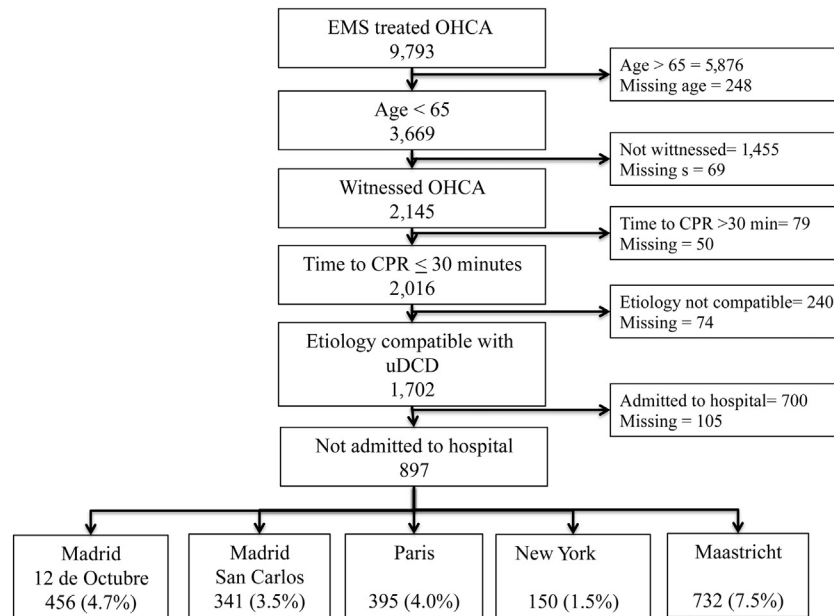 EMS treated OHCA
9,793
Age > 65 = 5,876
Missing age = 248
Age < 65
3,669
Not wittnessed= 1,455
Missing s = 69
Witnessed OHCA
2,145
Time to CPR >30 min= 79
Missing = 50
Time to CPR ≤ 30 minutes
2,016
Etiology not compatible= 240
Missing = 74
Etiology compatible with
uDCD
1,702
Admitted to hospital= 700
Missing = 105
Not admitted to hospital
897
Madrid
12 de Octubre
456 (4.7%)
Madrid
San Carlos
341 (3.5%)
Paris
395 (4.0%)
New York
150 (1.5%)
Maastricht
732 (7.5%)